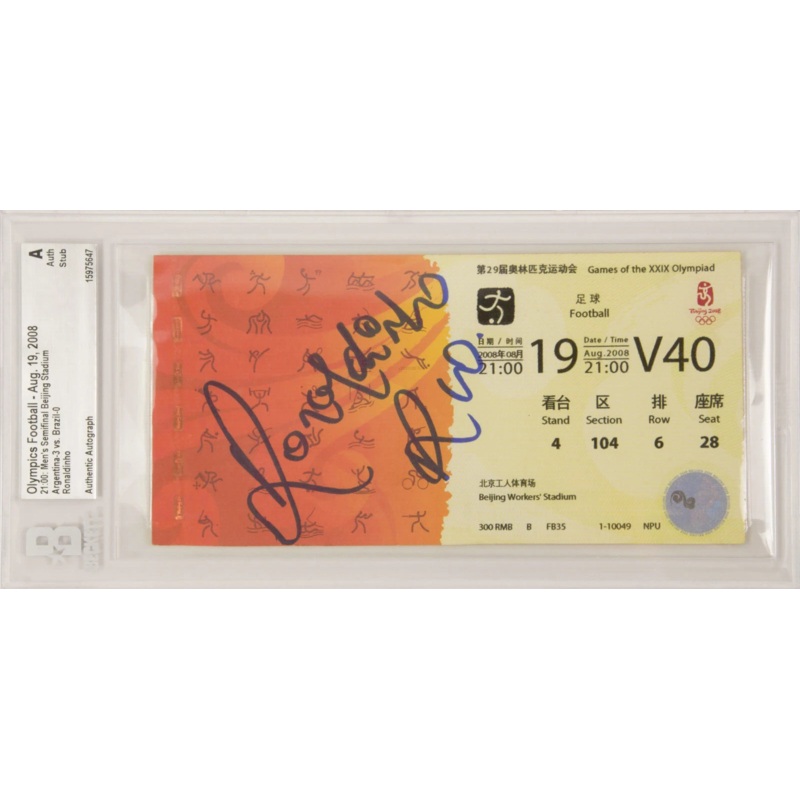 Olympics Football - Aug. 19, 2008
21:00: Men's Semifinal Beijing Stadium
Argentina-3 vs. Brazil-0
Ronaldinho
Authentic Autograph
A
Auth
Stub
15975647
B
第29届奥林匹克运动会 Games of the XXIX Olympiad
足球
Football
Beijing 2008
日期 / 时间
2008年08月
21:00
19
Date / Time
Aug.2008
21:00
V40
看台 区 排 座席
Stand Section Row Seat
4 104 6 28
北京工人体育场
Beijing Workers' Stadium
300 RMB B FB35 1-10049 NPU
Ronaldinho